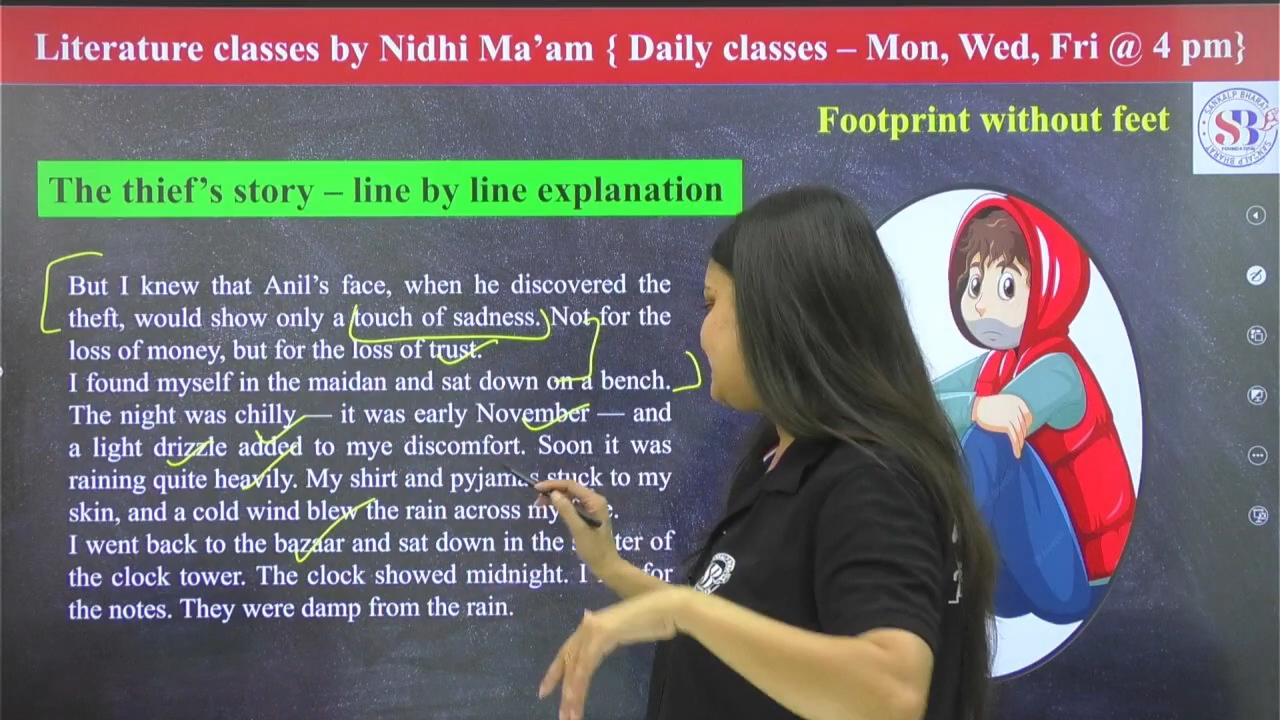 Literature classes by Nidhi Ma'am { Daily classes – Mon, Wed, Fri @ 4 pm}
Footprint without feet
SANKALP BHARAT
SB
FOUNDATION
The thief's story – line by line explanation
But I knew that Anil's face, when he discovered the
theft, would show only a touch of sadness. Not for the
loss of money, but for the loss of trust.
I found myself in the maidan and sat down on a bench.
The night was chilly — it was early November — and
a light drizzle added to mye discomfort. Soon it was
raining quite heavily. My shirt and pyjamas stuck to my
skin, and a cold wind blew the rain across my
I went back to the bazaar and sat down in the of
the clock tower. The clock showed midnight. I for
the notes. They were damp from the rain.